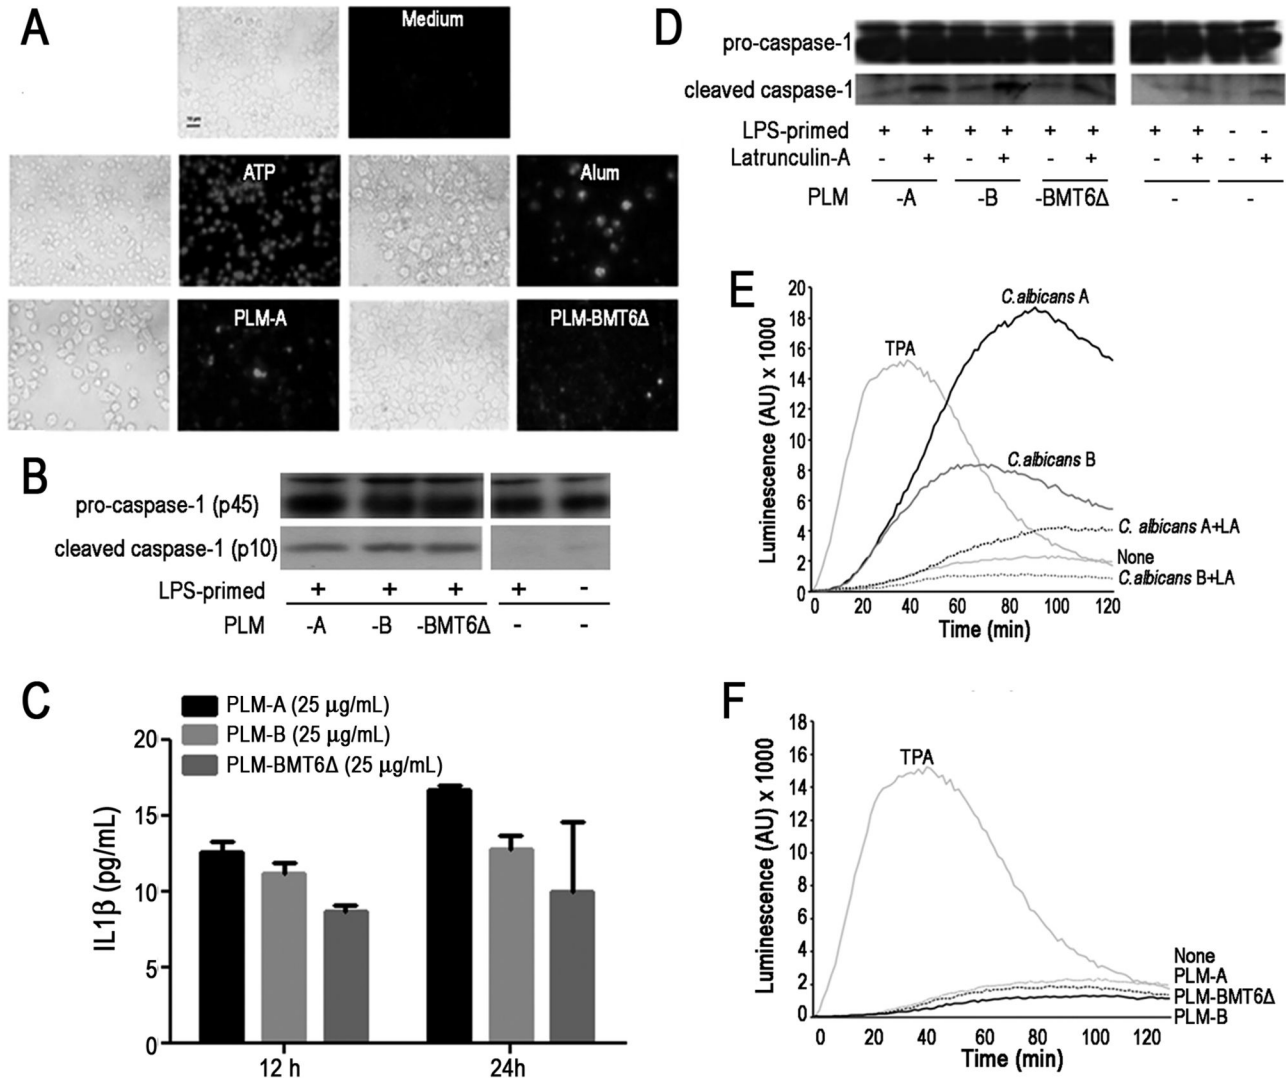 A
Medium
10 µm
ATP
Alum
PLM-A
PLM-BMT6Δ
B
pro-caspase-1 (p45)
cleaved caspase-1 (p10)
LPS-primed + + + + -
PLM -A -B -BMT6Δ - -
C
PLM-A (25 µg/mL)
PLM-B (25 µg/mL)
PLM-BMT6Δ (25 µg/mL)
IL1β (pg/mL)
20
15
10
5
0
12 h 24h
D
pro-caspase-1
cleaved caspase-1
LPS-primed + + + + + + + + - -
Latrunculin-A - + - + - + - + - +
PLM -A -B -BMT6Δ - -
E
Luminescence (AU) x 1000
20
18
16
14
12
10
8
6
4
2
0
TPA
C.albicans A
C.albicans B
C. albicans A+LA
None
C.albicans B+LA
0 20 40 60 80 100 120
Time (min)
F
Luminescence (AU) x 1000
18
16
14
12
10
8
6
4
2
0
TPA
None
PLM-A
PLM-BMT6Δ
PLM-B
0 20 40 60 80 100 120
Time (min)